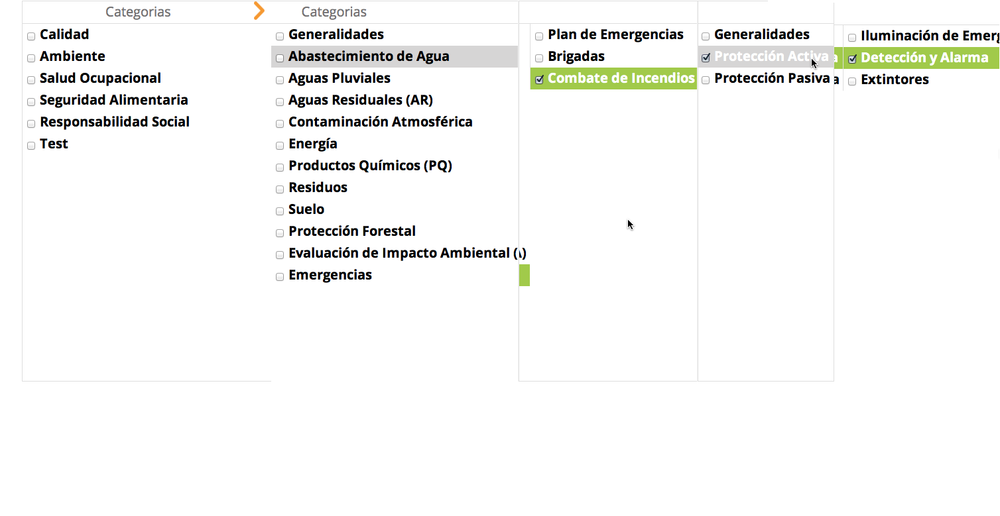 Categorias
Categorias
Calidad
Ambiente
Salud Ocupacional
Seguridad Alimentaria
Responsabilidad Social
Test
Generalidades
Abastecimiento de Agua
Aguas Pluviales
Aguas Residuales (AR)
Contaminación Atmosférica
Energía
Productos Químicos (PQ)
Residuos
Suelo
Protección Forestal
Evaluación de Impacto Ambiental
Emergencias
Plan de Emergencias
Brigadas
Combate de Incendios
Generalidades
Protección Activa
Protección Pasiva
Iluminación de Emerg
Detección y Alarma
Extintores